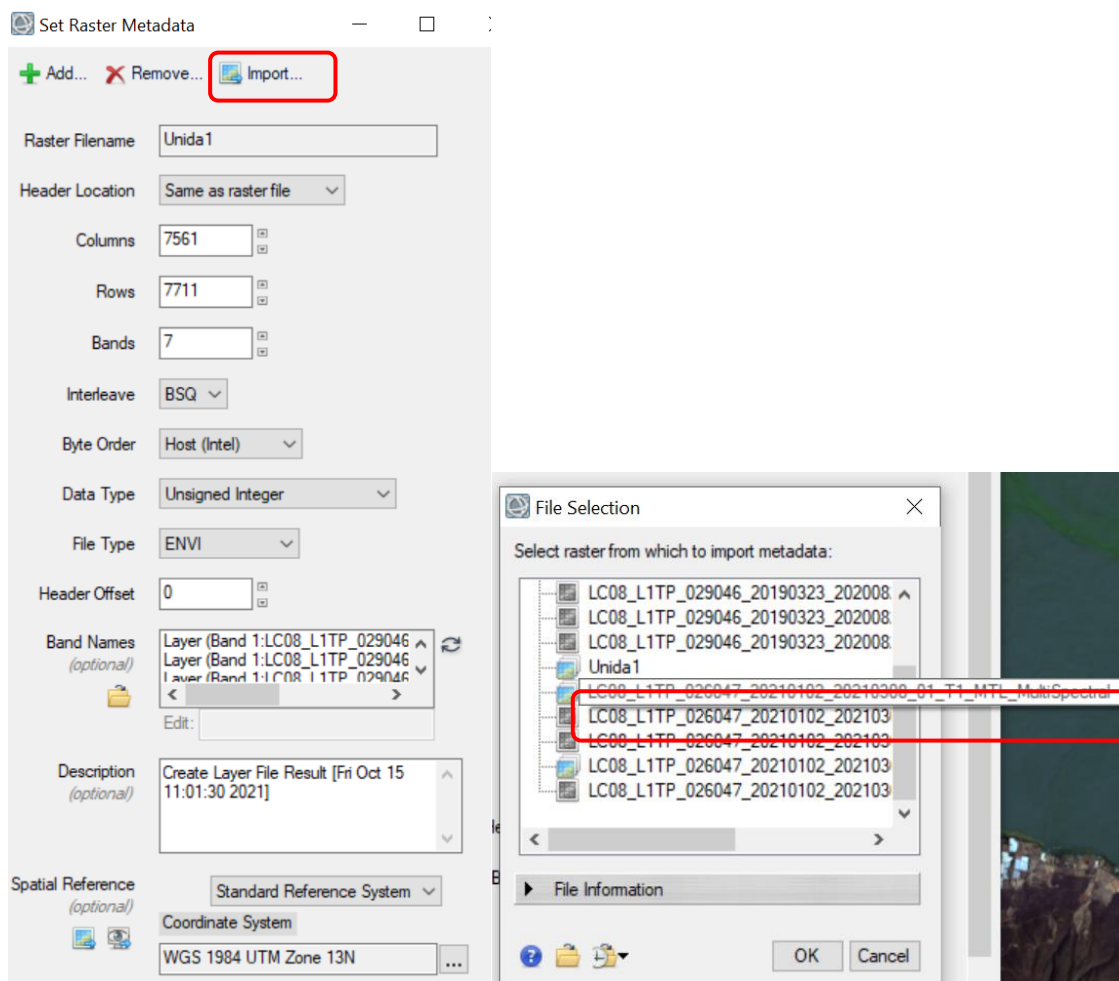 Set Raster Metadata
Add... Remove... Import...
Raster Filename Unida1
Header Location Same as raster file
Columns 7561
Rows 7711
Bands 7
Interleave BSQ
Byte Order Host (Intel)
Data Type Unsigned Integer
File Type ENVI
Header Offset 0
Band Names
(optional)
Layer (Band 1:LC08_L1TP_029046
Layer (Band 1:LC08_L1TP_029046
Layer (Band 1:LC08_L1TP_029046
Edit:
Description
(optional)
Create Layer File Result [Fri Oct 15
11:01:30 2021]
Spatial Reference
(optional)
Standard Reference System
Coordinate System
WGS 1984 UTM Zone 13N ...
File Selection
Select raster from which to import metadata:
LC08_L1TP_029046_20190323_202008
LC08_L1TP_029046_20190323_202008
LC08_L1TP_029046_20190323_202008
Unida1
LC08_L1TP_026047_20210102_20210308_01_T1_MTL_MultiSpectral
LC08_L1TP_026047_20210102_202103
LC08_L1TP_026047_20210102_202103
LC08_L1TP_026047_20210102_202103
LC08_L1TP_026047_20210102_202103
File Information
OK Cancel